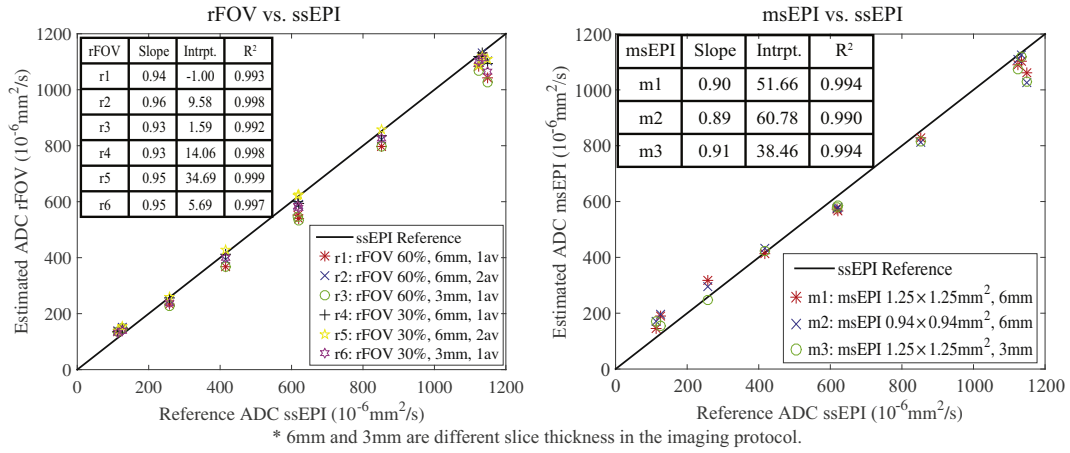 rFOV vs. ssEPI
rFOV Slope Intrpt. R²
r1 0.94 -1.00 0.993
r2 0.96 9.58 0.998
r3 0.93 1.59 0.992
r4 0.93 14.06 0.998
r5 0.95 34.69 0.999
r6 0.95 5.69 0.997
ssEPI Reference
r1: rFOV 60%, 6mm, 1av
r2: rFOV 60%, 6mm, 2av
r3: rFOV 60%, 3mm, 1av
r4: rFOV 30%, 6mm, 1av
r5: rFOV 30%, 6mm, 2av
r6: rFOV 30%, 3mm, 1av
1200
1000
800
600
400
200
0
Estimated ADC rFOV (10⁻⁶mm²/s)
0 200 400 600 800 1000 1200
Reference ADC ssEPI (10⁻⁶mm²/s)
msEPI vs. ssEPI
msEPI Slope Intrpt. R²
m1 0.90 51.66 0.994
m2 0.89 60.78 0.990
m3 0.91 38.46 0.994
ssEPI Reference
m1: msEPI 1.25×1.25mm², 6mm
m2: msEPI 0.94×0.94mm², 6mm
m3: msEPI 1.25×1.25mm², 3mm
1200
1000
800
600
400
200
0
Estimated ADC msEPI (10⁻⁶mm²/s)
0 200 400 600 800 1000 1200
Reference ADC ssEPI (10⁻⁶mm²/s)
* 6mm and 3mm are different slice thickness in the imaging protocol.